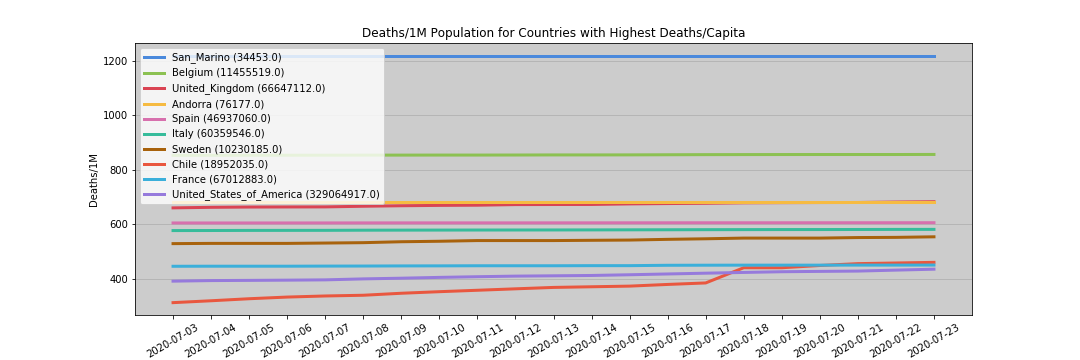 Deaths/1M Population for Countries with Highest Deaths/Capita
San_Marino (34453.0)
Belgium (11455519.0)
United_Kingdom (66647112.0)
Andorra (76177.0)
Spain (46937060.0)
Italy (60359546.0)
Sweden (10230185.0)
Chile (18952035.0)
France (67012883.0)
United_States_of_America (329064917.0)
Deaths/1M
1200
1000
800
600
400
2020-07-03
2020-07-04
2020-07-05
2020-07-06
2020-07-07
2020-07-08
2020-07-09
2020-07-10
2020-07-11
2020-07-12
2020-07-13
2020-07-14
2020-07-15
2020-07-16
2020-07-17
2020-07-18
2020-07-19
2020-07-20
2020-07-21
2020-07-22
2020-07-23